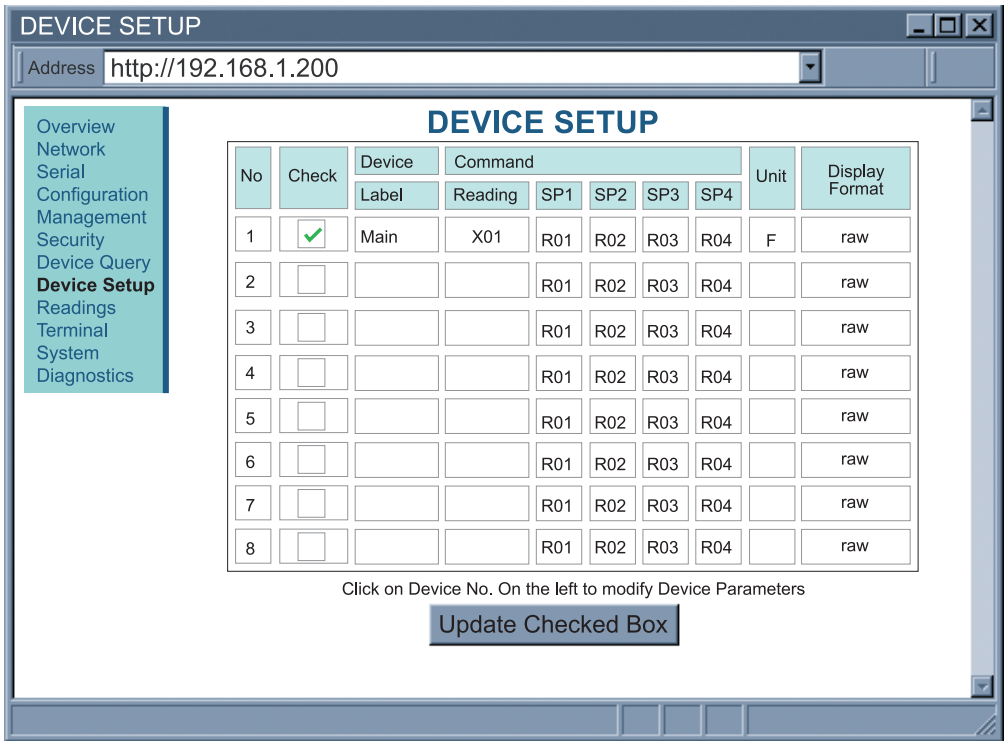 DEVICE SETUP
Address http://192.168.1.200
Overview
Network
Serial
Configuration
Management
Security
Device Query
Device Setup
Readings
Terminal
System
Diagnostics
DEVICE SETUP
No Check Device Command Unit Display Format
Label Reading SP1 SP2 SP3 SP4
1 Main X01 R01 R02 R03 R04 F raw
2 R01 R02 R03 R04 raw
3 R01 R02 R03 R04 raw
4 R01 R02 R03 R04 raw
5 R01 R02 R03 R04 raw
6 R01 R02 R03 R04 raw
7 R01 R02 R03 R04 raw
8 R01 R02 R03 R04 raw
Click on Device No. On the left to modify Device Parameters
Update Checked Box